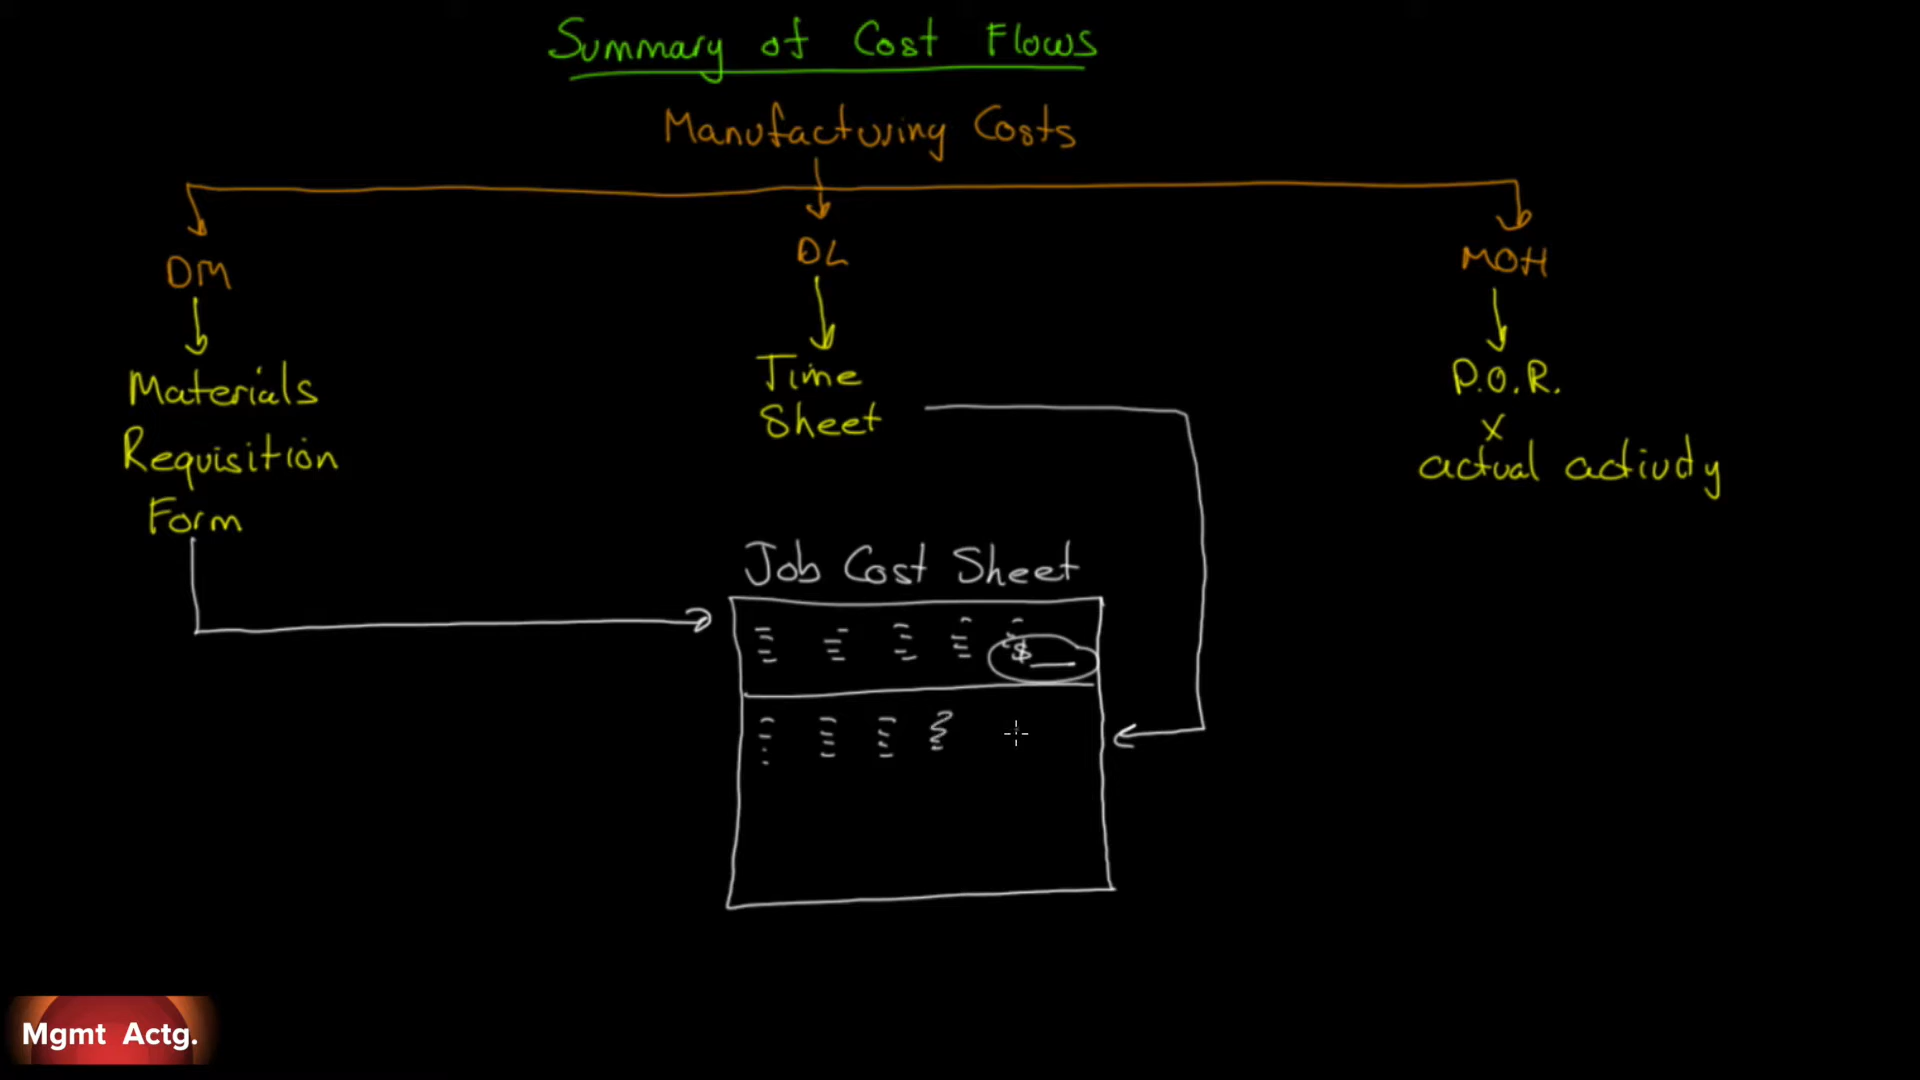 Summary of Cost Flows
Manufacturing Costs
DM
DL
MOH
Materials
Requisition
Form
Time
Sheet
P.O.R.
x
actual activity
Job Cost Sheet
$__
Mgmt Actg.